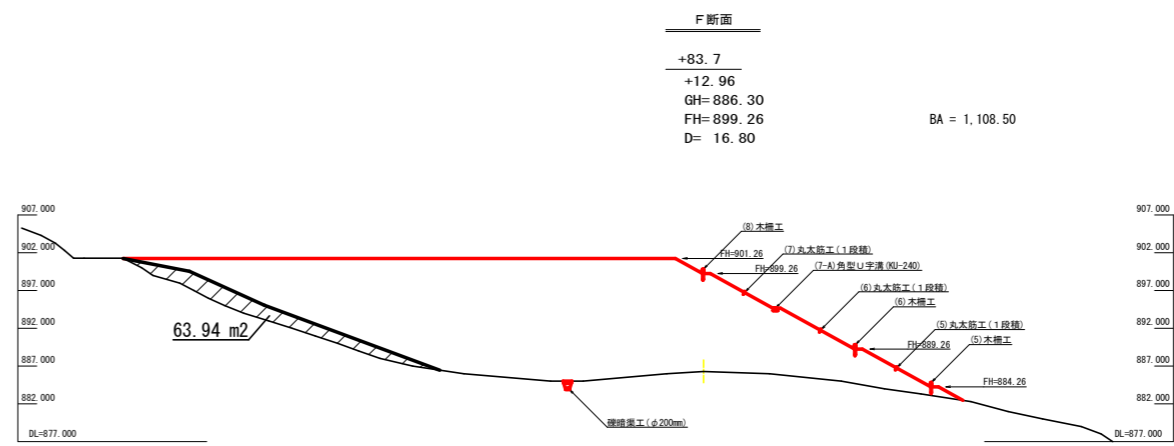 F断面
+83.7
+12.96
GH=886.30
FH=899.26
D= 16.80
BA = 1,108.50
907.000
907.000
(8)木柵工
902.000
FH=901.26
(7)丸太筋工(1段積)
902.000
FH=899.26
(7-A)角型U字溝(KU-240)
897.000
(6)丸太筋工(1段積)
897.000
(6)木柵工
892.000
63.94 m2
(5)丸太筋工(1段積)
892.000
(5)木柵工
FH=889.26
887.000
887.000
FH=884.26
882.000
882.000
礫暗渠工(φ200mm)
DL=877.000
DL=877.000